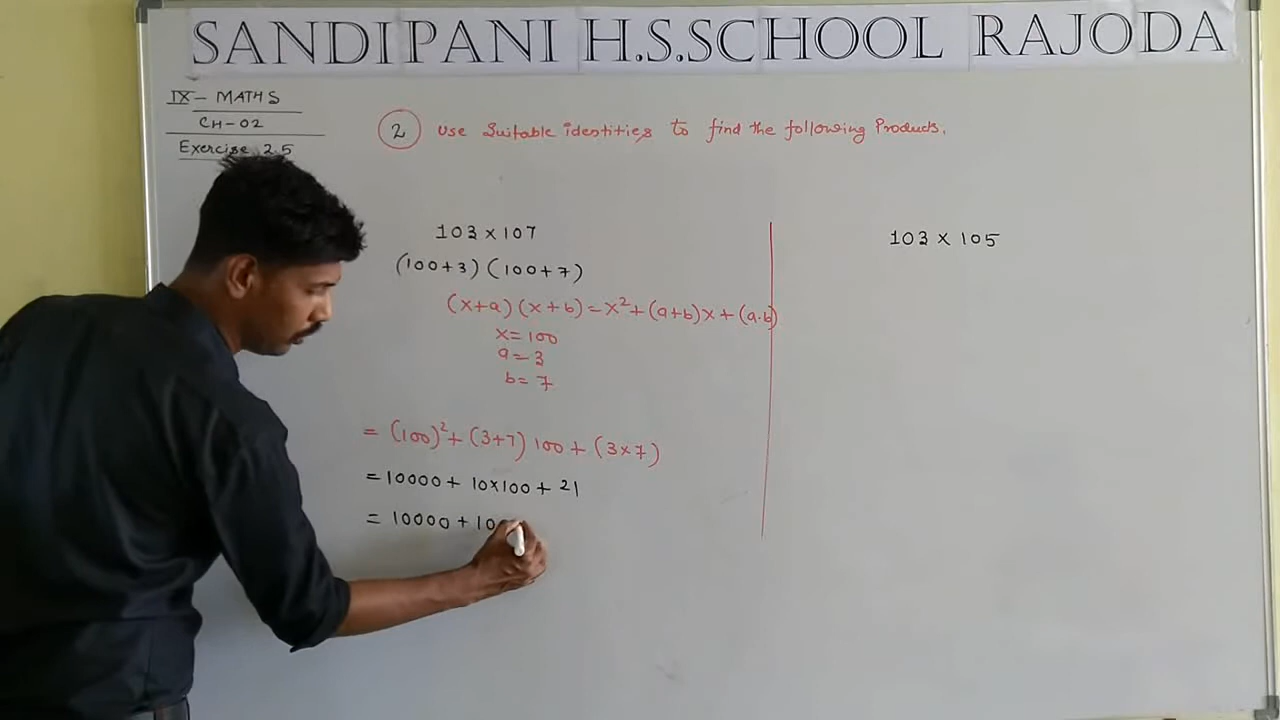 SANDIPANI H.S.SCHOOL RAJODA
IX - MATHS
CH-02
Exercise 2.5
2 Use Suitable identities to find the following Products.
103 x 107
(100+3) (100+7)
(x+a) (x+b) = x²+(a+b)x+(a.b)
x=100
a=3
b=7
= (100)²+(3+7) 100+(3x7)
=10000+ 10x100+21
= 10000+10
103 x 105